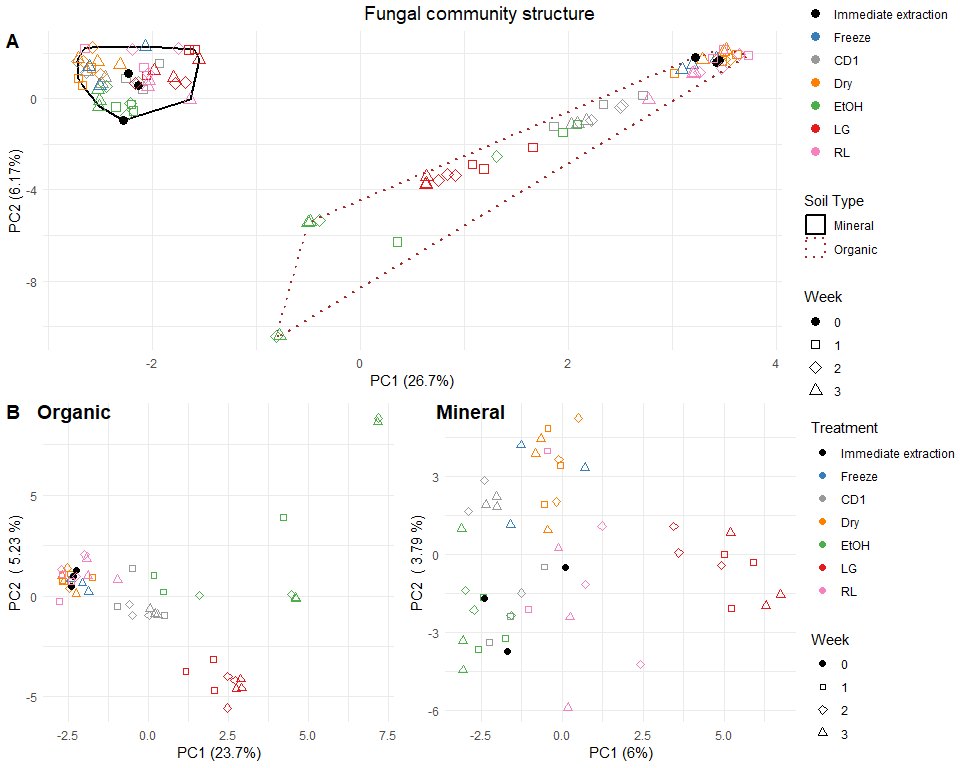 Fungal community structure
A
0
-4
-8
PC2 (6.17%)
-2
0
2
4
PC1 (26.7%)
Immediate extraction
Freeze
CD1
Dry
EtOH
LG
RL
Soil Type
Mineral
Organic
Week
0
1
2
3
B Organic
5
0
-5
PC2 ( 5.23 %)
-2.5
0.0
2.5
5.0
7.5
PC1 (23.7%)
Mineral
3
0
-3
-6
PC2 ( 3.79 %)
-2.5
0.0
2.5
5.0
PC1 (6%)
Treatment
Immediate extraction
Freeze
CD1
Dry
EtOH
LG
RL
Week
0
1
2
3